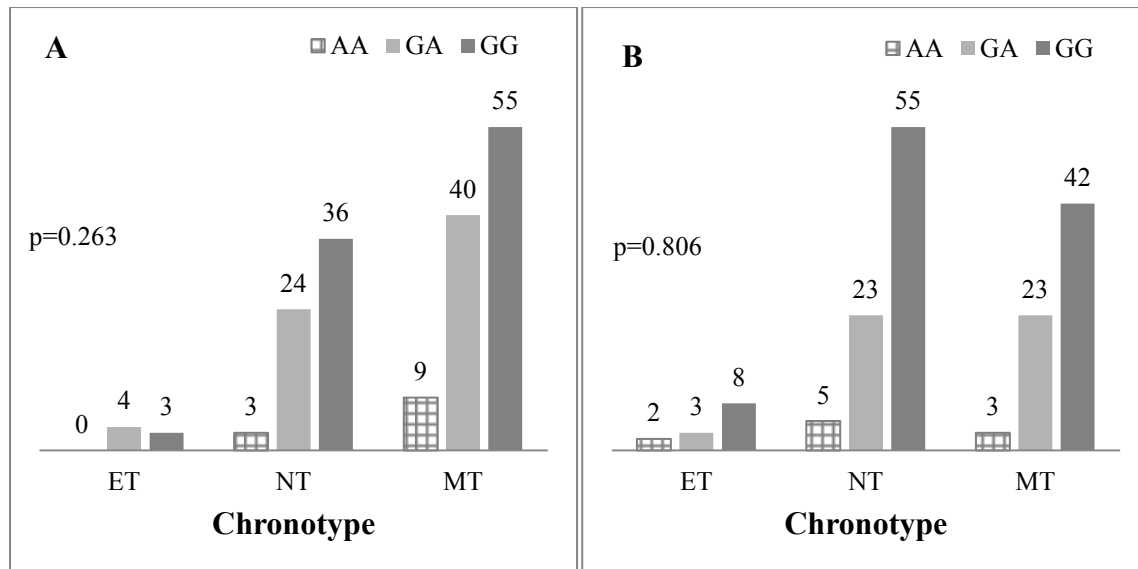 A
AA GA GG
p=0.263
0 4 3
3 24 36
9 40 55
ET NT MT
Chronotype
B
AA GA GG
p=0.806
2 3 8
5 23 55
3 23 42
ET NT MT
Chronotype